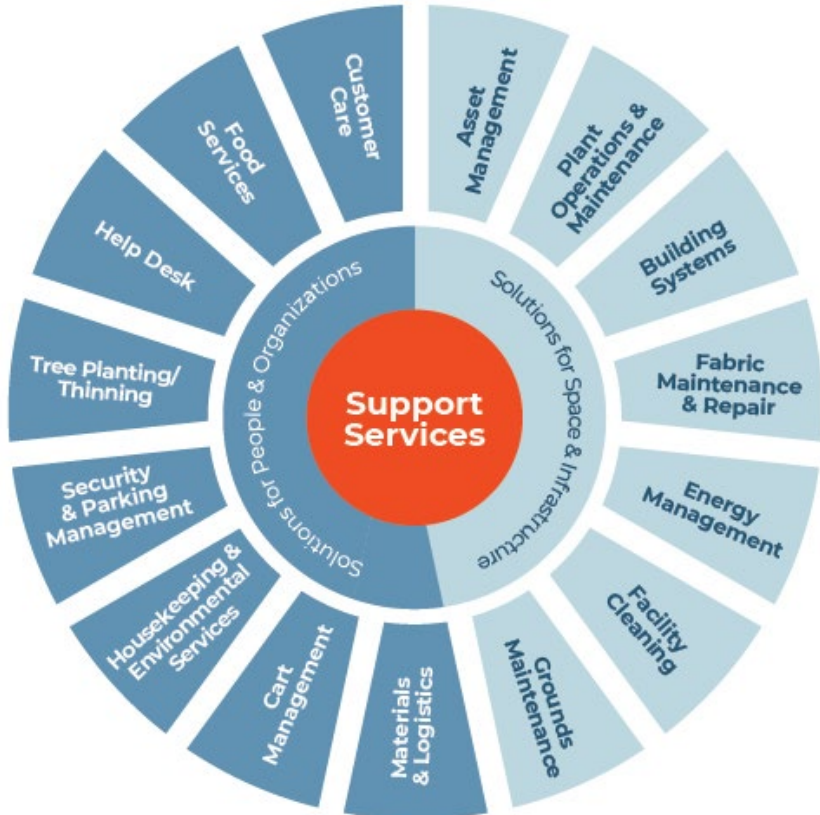 Support
Services
Solutions for People & Organizations
Solutions for Space & Infrastructure
Asset
Management
Plant
Operations &
Maintenance
Building
Systems
Fabric
Maintenance
& Repair
Energy
Management
Facility
Cleaning
Grounds
Maintenance
Materials
& Logistics
Cart
Management
Housekeeping &
Environmental
Services
Security
& Parking
Management
Tree Planting/
Thinning
Help Desk
Food
Services
Customer
Care